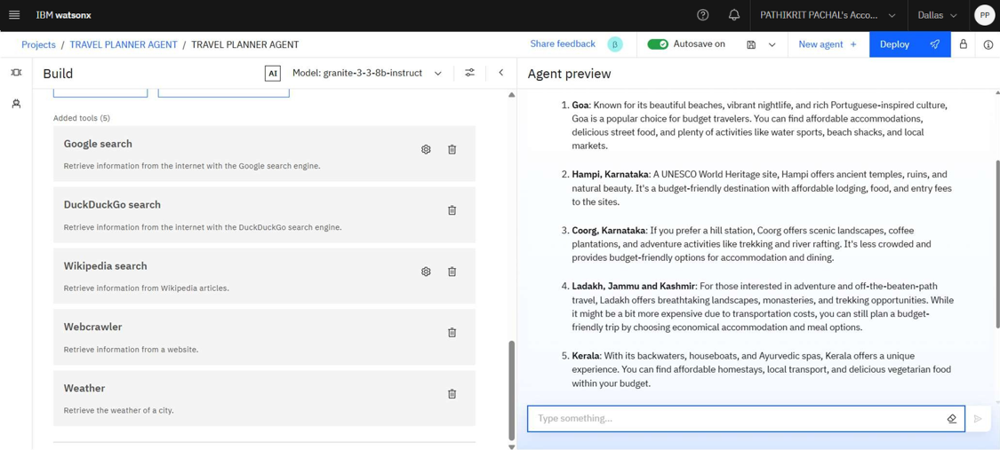 IBM watsonx
PATHIKRIT PACHAL's Acco...
Dallas
PP
Projects / TRAVEL PLANNER AGENT / TRAVEL PLANNER AGENT
Share feedback
β
Autosave on
New agent +
Deploy
Build
AI
Model: granite-3-3-8b-instruct
Added tools (5)
Google search
Retrieve information from the internet with the Google search engine.
DuckDuckGo search
Retrieve information from the internet with the DuckDuckGo search engine.
Wikipedia search
Retrieve information from Wikipedia articles.
Webcrawler
Retrieve information from a website.
Weather
Retrieve the weather of a city.
Agent preview
1. Goa: Known for its beautiful beaches, vibrant nightlife, and rich Portuguese-inspired culture,
Goa is a popular choice for budget travelers. You can find affordable accommodations,
delicious street food, and plenty of activities like water sports, beach shacks, and local
markets.
2. Hampi, Karnataka: A UNESCO World Heritage site, Hampi offers ancient temples, ruins, and
natural beauty. It's a budget-friendly destination with affordable lodging, food, and entry fees
to the sites.
3. Coorg, Karnataka: If you prefer a hill station, Coorg offers scenic landscapes, coffee
plantations, and adventure activities like trekking and river rafting. It's less crowded and
provides budget-friendly options for accommodation and dining.
4. Ladakh, Jammu and Kashmir: For those interested in adventure and off-the-beaten-path
travel, Ladakh offers breathtaking landscapes, monasteries, and trekking opportunities. While
it might be a bit more expensive due to transportation costs, you can still plan a budget-
friendly trip by choosing economical accommodation and meal options.
5. Kerala: With its backwaters, houseboats, and Ayurvedic spas, Kerala offers a unique
experience. You can find affordable homestays, local transport, and delicious vegetarian food
within your budget.
Type something...